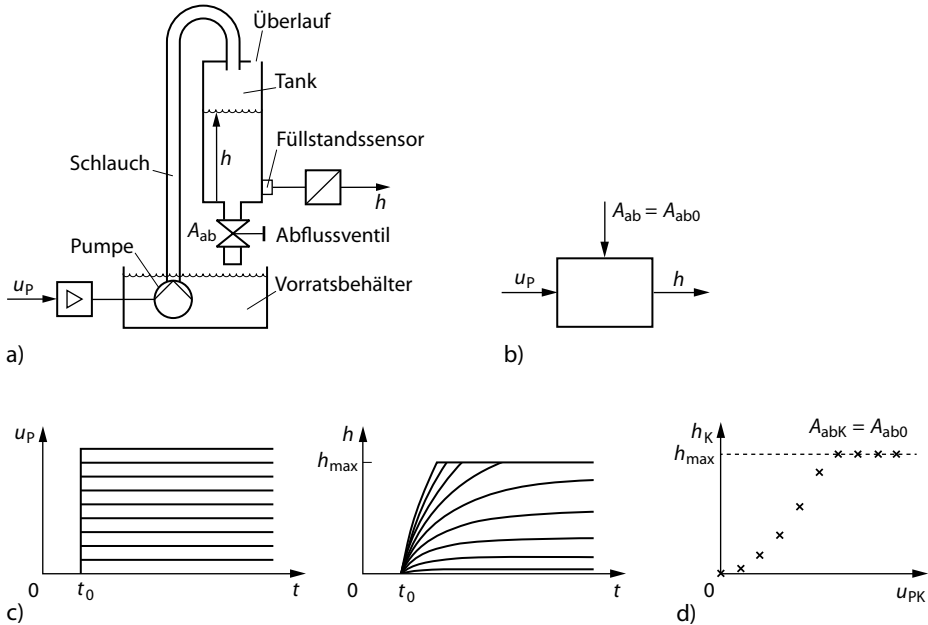 Überlauf
Tank
Füllstandssensor
h
h
Schlauch
A_ab
Abflussventil
Pumpe
u_P
Vorratsbehälter
a)
A_ab = A_ab0
u_P
h
b)
u_P
0
t_0
t
c)
h
h_max
0
t_0
t
h_K
A_abK = A_ab0
h_max
0
u_PK
d)